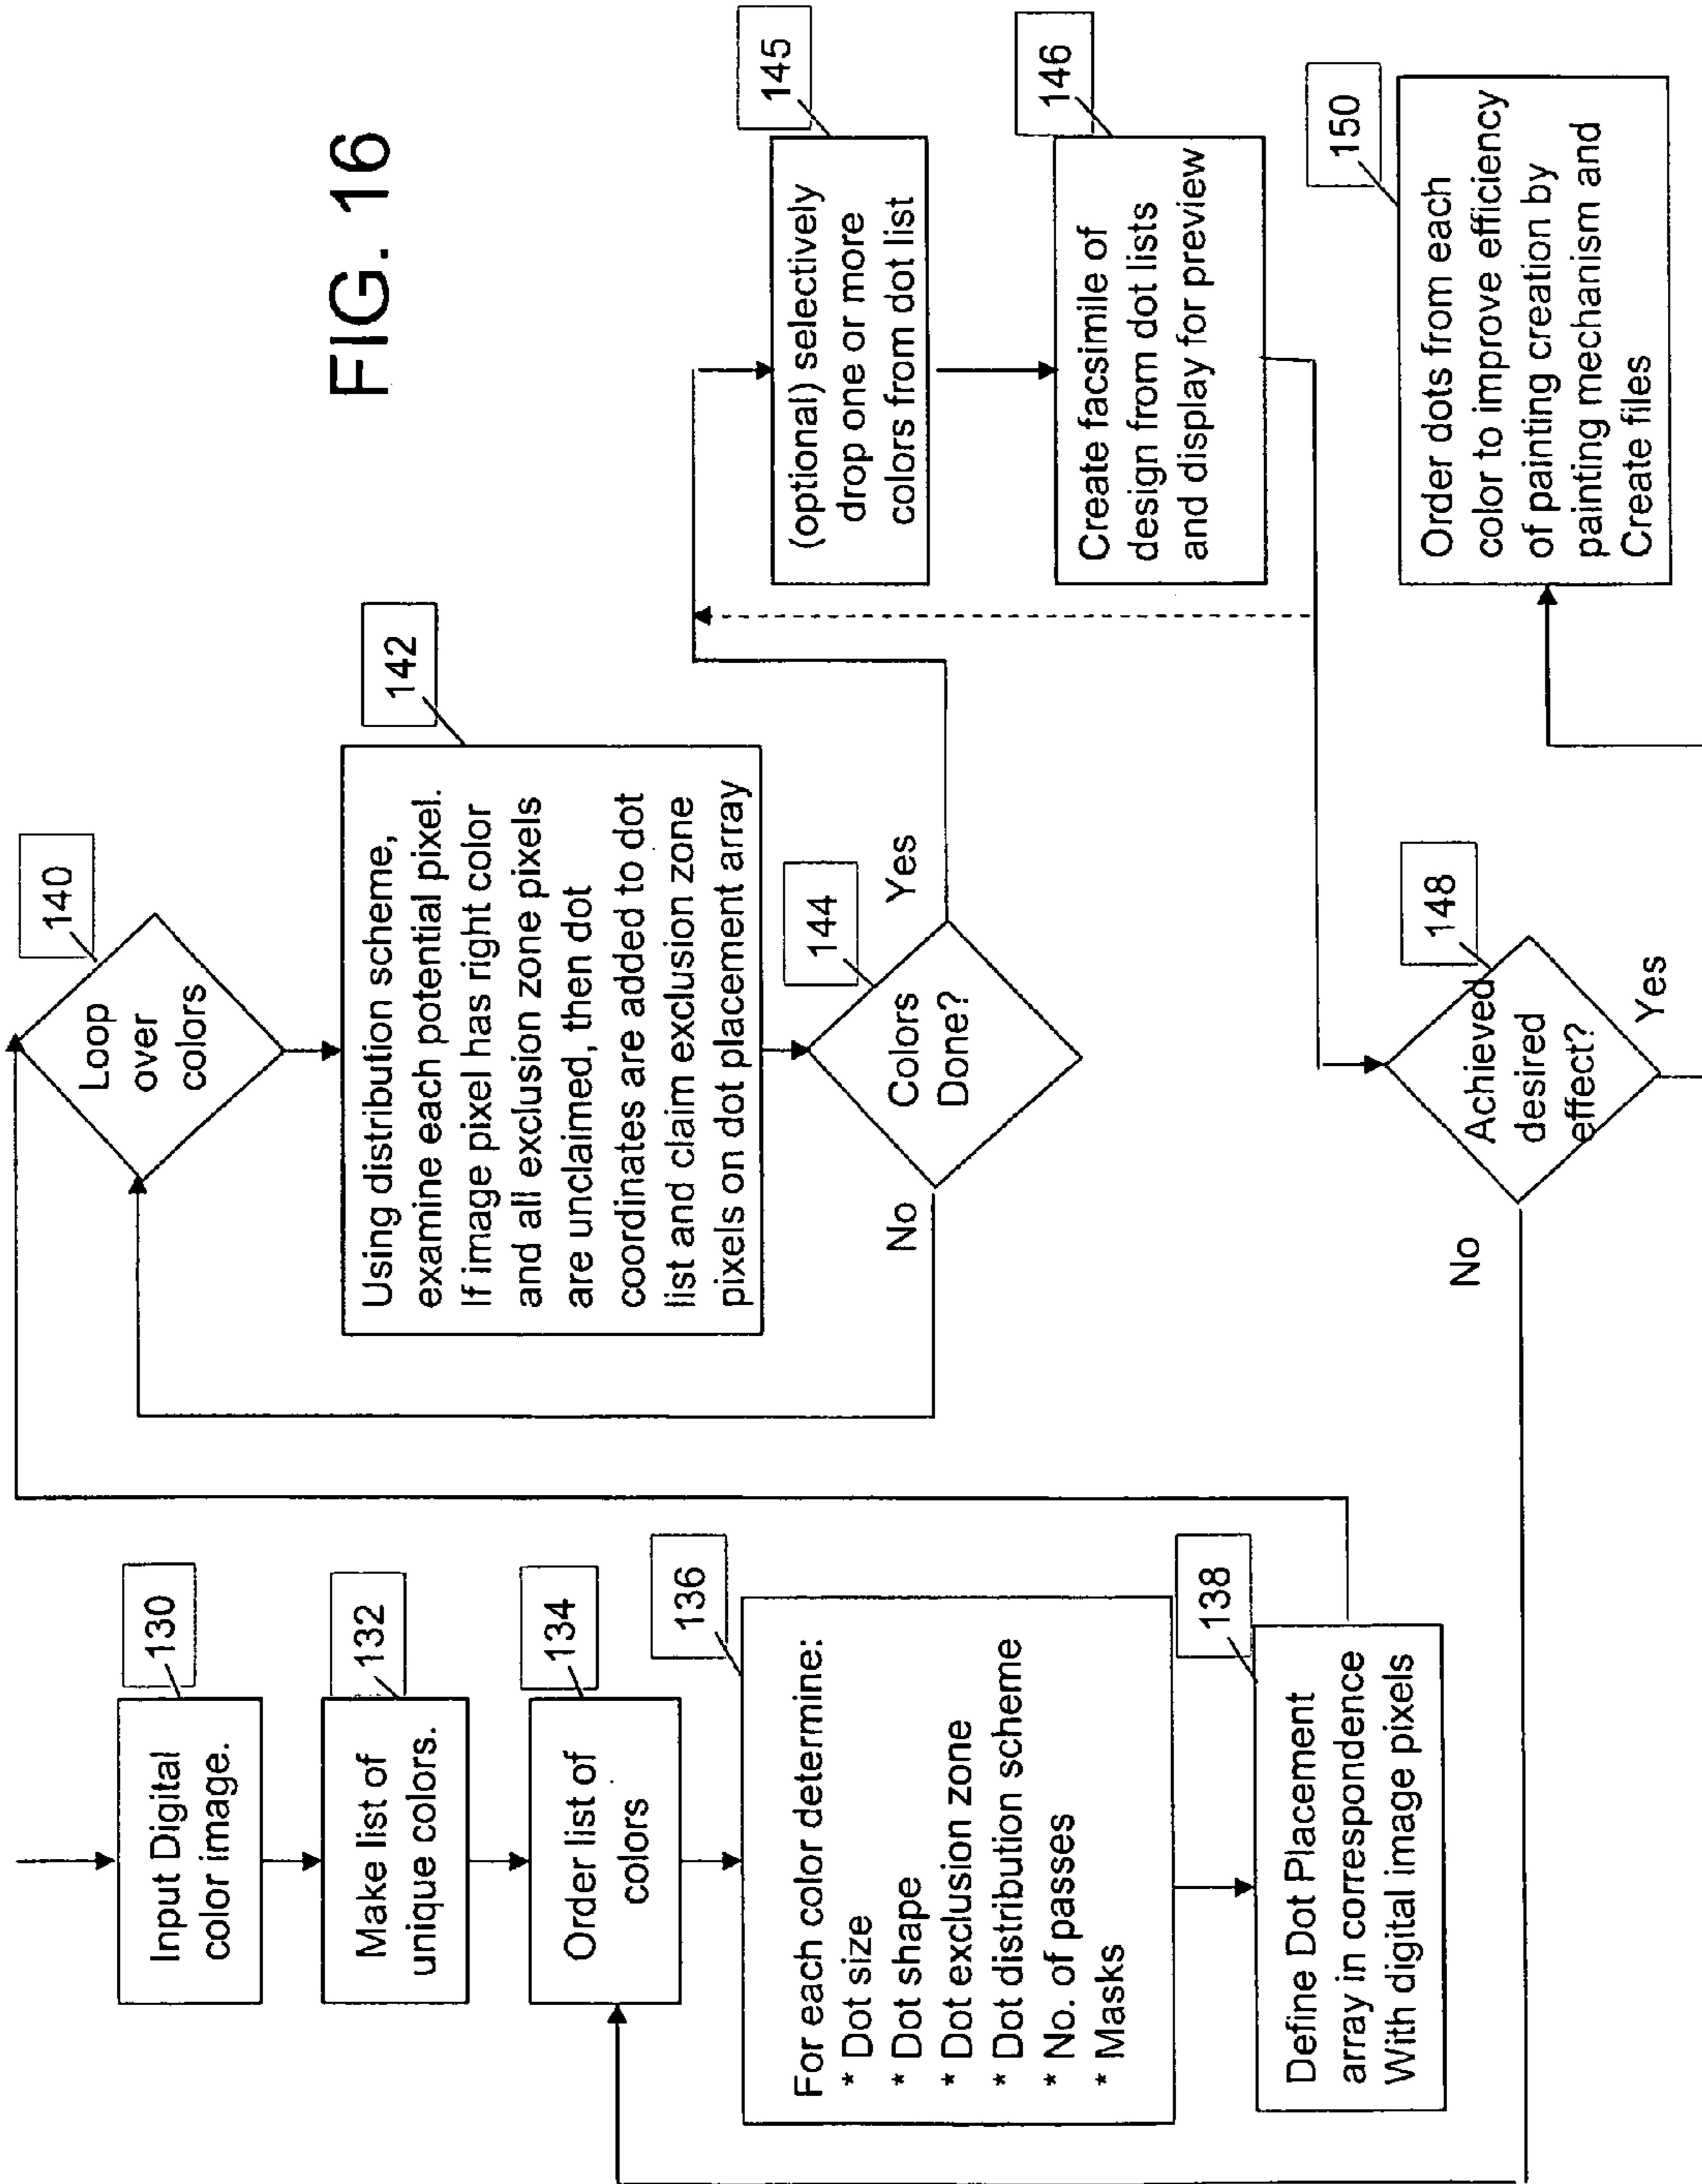 FIG. 16
130
Input Digital
color image.
132
Make list of
unique colors.
134
Order list of
colors
136
For each color determine:
* Dot size
* Dot shape
* Dot exclusion zone
* Dot distribution scheme
* No. of passes
* Masks
138
Define Dot Placement
array in correspondence
With digital image pixels
140
Loop
over
colors
142
Using distribution scheme,
examine each potential pixel.
If image pixel has right color
and all exclusion zone pixels
are unclaimed, then dot
coordinates are added to dot
list and claim exclusion zone
pixels on dot placement array
144
Colors
Done?
No
Yes
145
(optional) selectively
drop one or more
colors from dot list
146
Create facsimile of
design from dot lists
and display for preview
148
Achieved
desired
effect?
No
Yes
150
Order dots from each
color to improve efficiency
of painting creation by
painting mechanism and
Create files